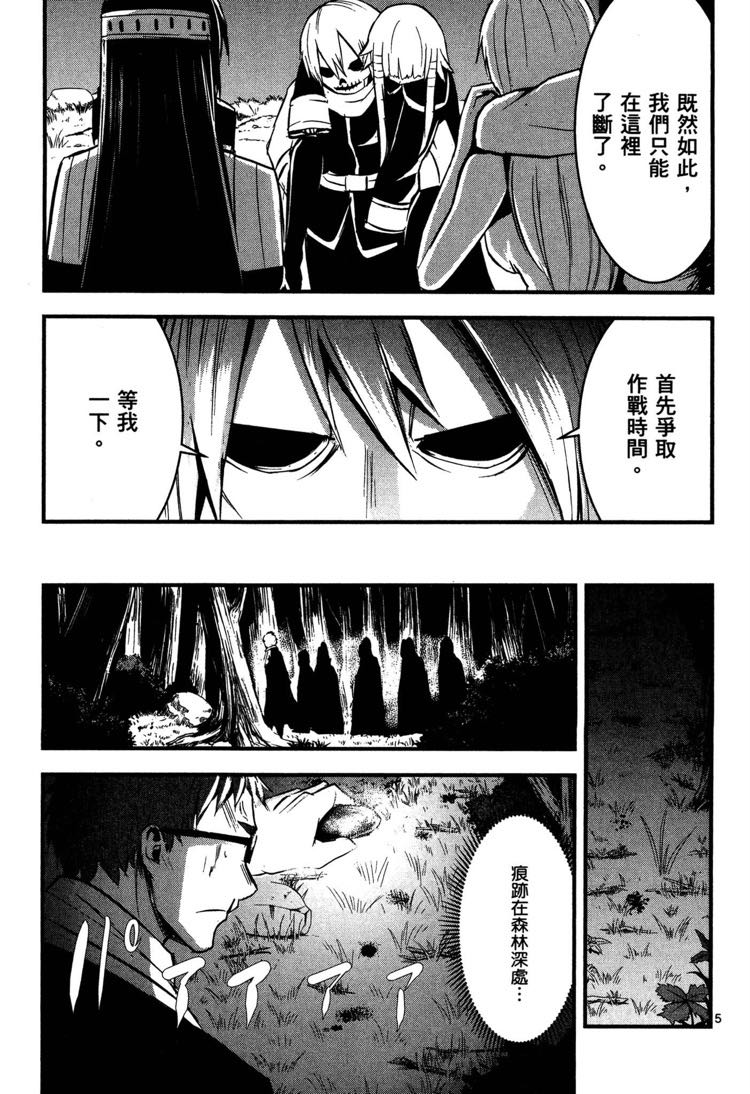 既然如此，
我們只能
在這裡
了斷了。
首先爭取
作戰時間。
等我
一下。
痕跡在森林深處…
パアアアア
5